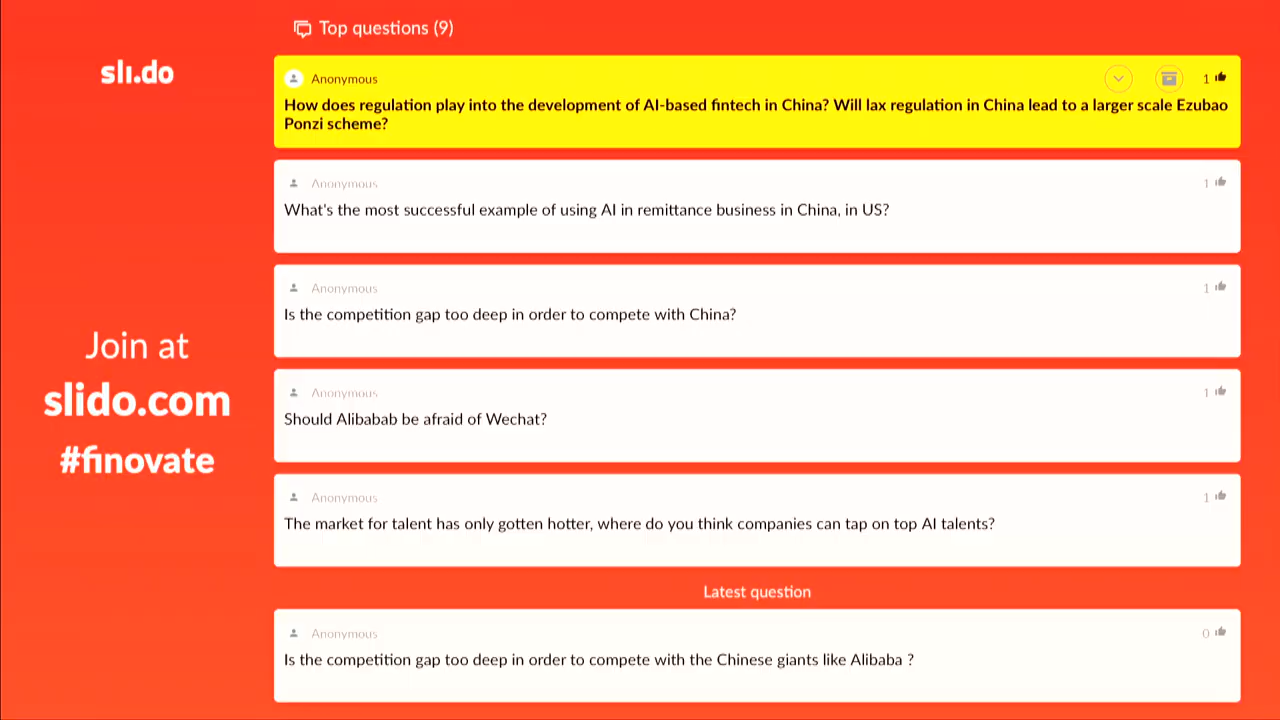 Top questions (9)
sli.do
Anonymous
1
How does regulation play into the development of AI-based fintech in China? Will lax regulation in China lead to a larger scale Ezubao
Ponzi scheme?
Anonymous
1
What's the most successful example of using AI in remittance business in China, in US?
Anonymous
1
Is the competition gap too deep in order to compete with China?
Join at
slido.com
#finovate
Anonymous
1
Should Alibabab be afraid of Wechat?
Anonymous
1
The market for talent has only gotten hotter, where do you think companies can tap on top AI talents?
Latest question
Anonymous
0
Is the competition gap too deep in order to compete with the Chinese giants like Alibaba ?